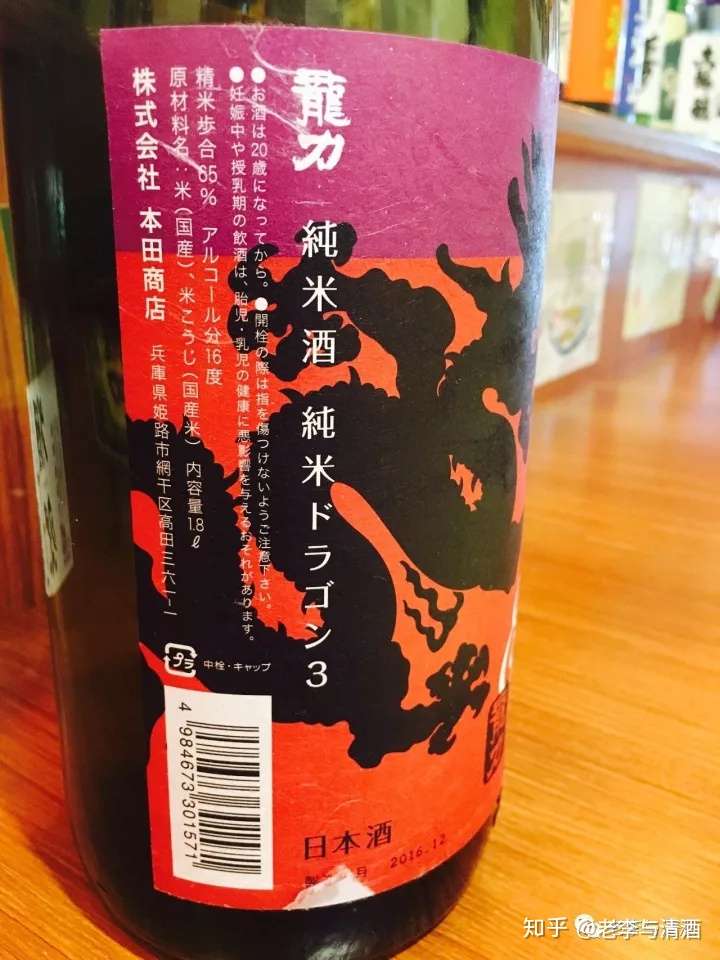 龍力 純米酒 純米ドラゴン3
●お酒は20歳になってから。●開栓の際は指を傷つけないようご注意下さい。
●妊娠中や授乳期の飲酒は、胎児・乳児の健康に悪影響を与えるおそれがあります。
精米歩合 65% アルコール分16度
原材料名:米(国産)、米こうじ(国産米) 内容量1.8ℓ
株式会社 本田商店 兵庫県姫路市網干区高田三六一-一
プラ 中栓・キャップ
4 984673 301571
日本酒
製 月 2016.12
知乎 @老李与清酒